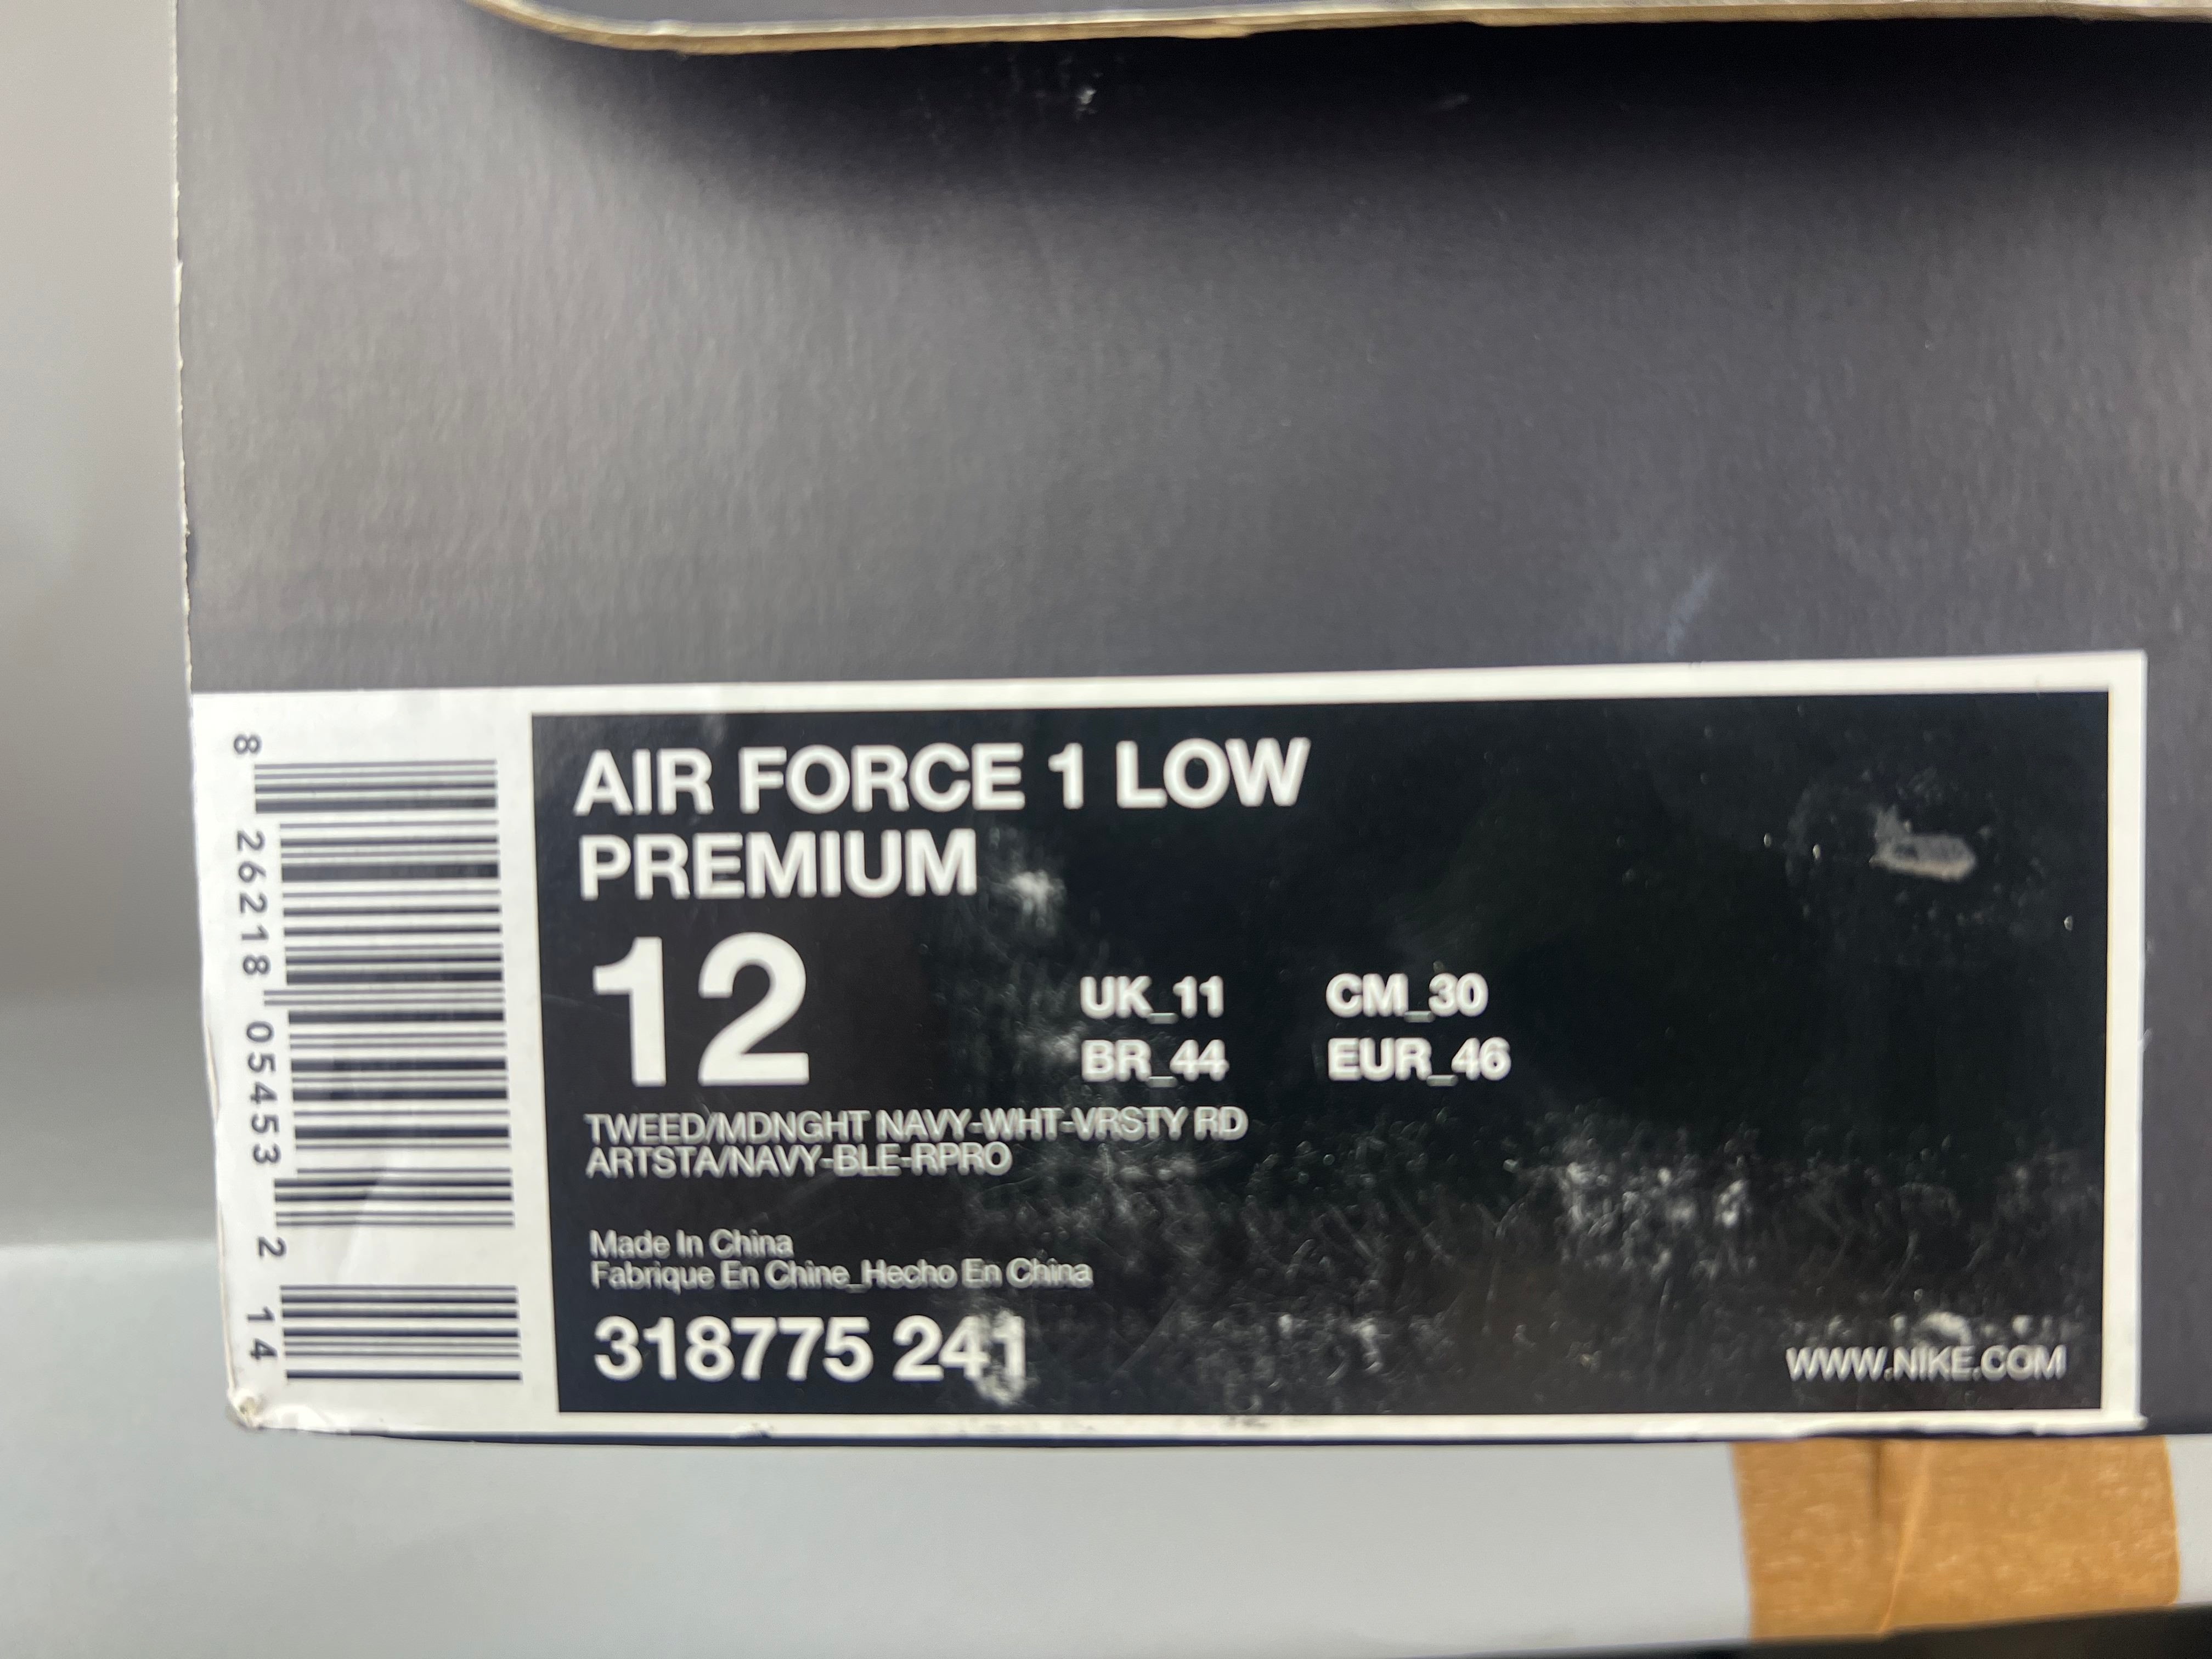 AIR FORCE 1 LOW
PREMIUM
12
UK_11 CM_30
BR_44 EUR_46
TWEED/MDNGHT NAVY-WHT-VRSTY RD
ARTSTA/NAVY-BLE-RPRO
Made In China
Fabrique En Chine_Hecho En China
318775 241
WWW.NIKE.COM
8 26218 05453 2 14